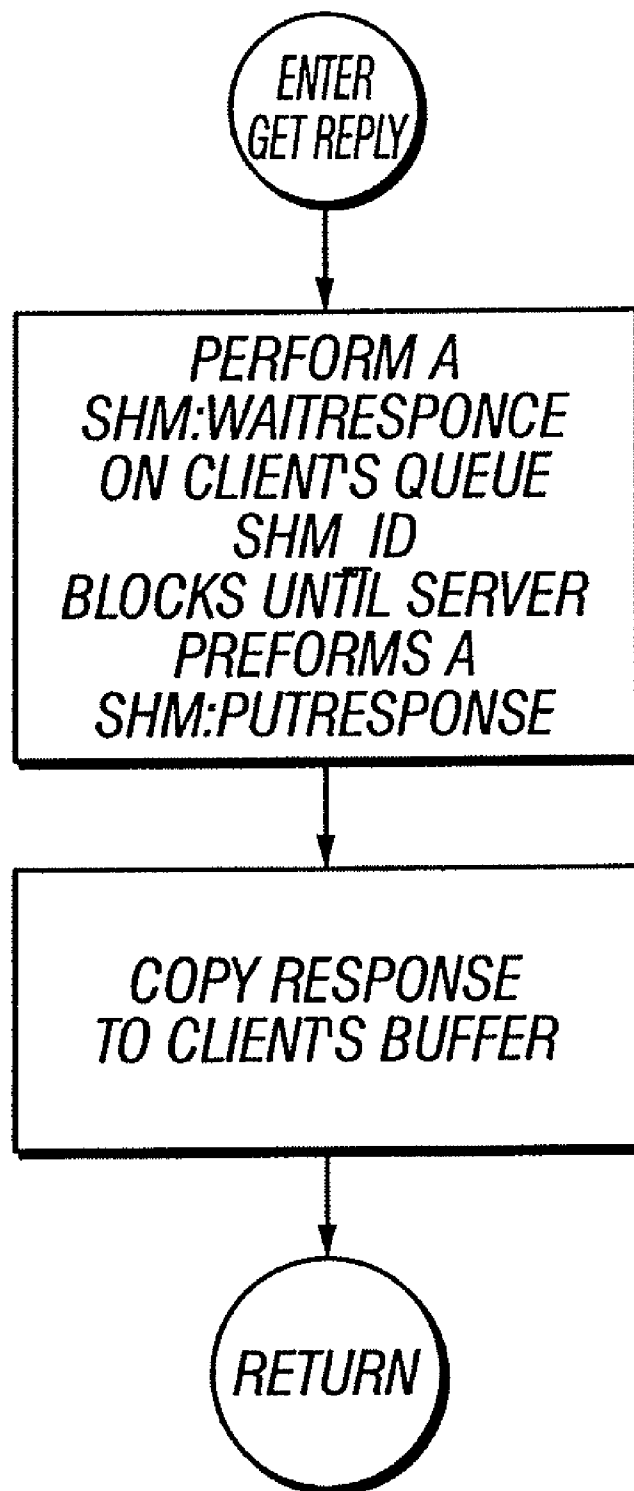 ENTER
GET REPLY
PERFORM A
SHM:WAITRESPONCE
ON CLIENT'S QUEUE
SHM_ID
BLOCKS UNTIL SERVER
PREFORMS A
SHM:PUTRESPONSE
COPY RESPONSE
TO CLIENT'S BUFFER
RETURN